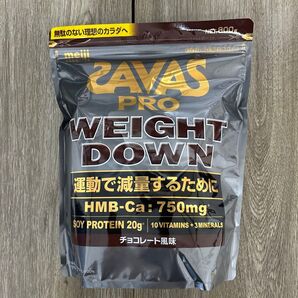 無駄のない理想のカラダへ
meiji
SAVAS
PRO
WEIGHT
DOWN
運動で減量するために
HMB-Ca: 750mg
SOY PROTEIN 20g 10 VITAMINS + 3 MINERALS
チョコレート風味